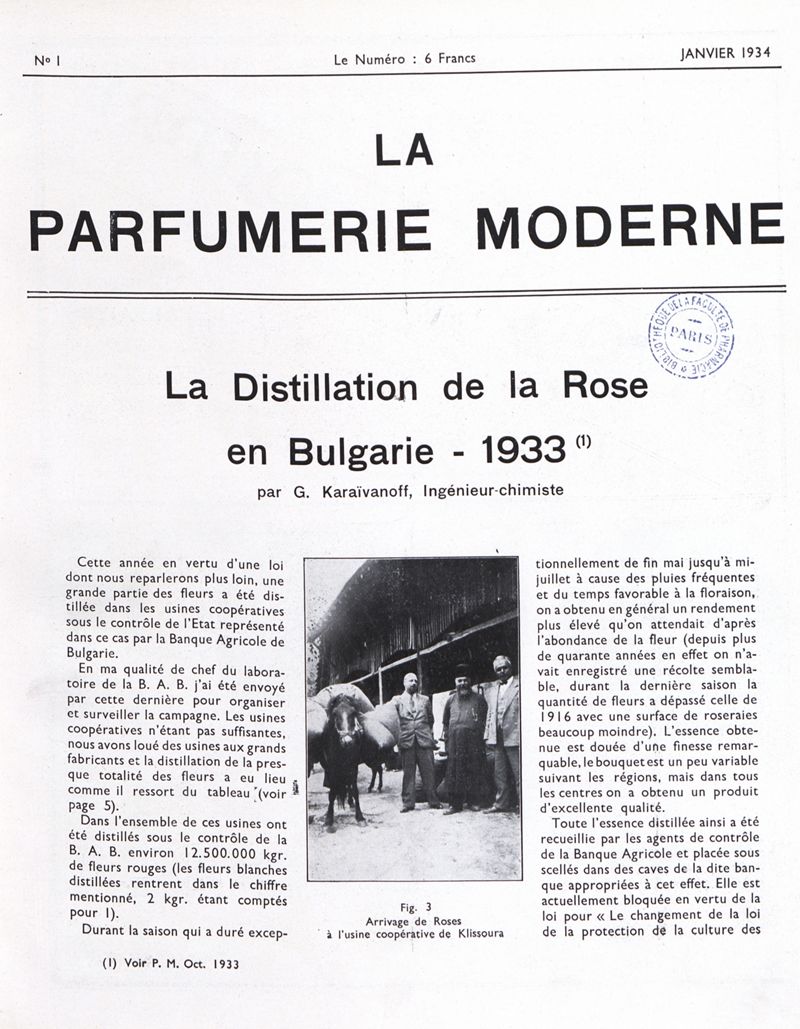 Nº 1
Le Numéro : 6 Francs
JANVIER 1934
LA
PARFUMERIE MODERNE
BIBLIOTHÈQUE DE LA FACULTÉ DE PHARMACIE
PARIS
La Distillation de la Rose
en Bulgarie - 1933 (1)
par G. Karaïvanoff, Ingénieur-chimiste
Cette année en vertu d'une loi
dont nous reparlerons plus loin, une
grande partie des fleurs a été dis-
tillée dans les usines coopératives
sous le contrôle de l'Etat représenté
dans ce cas par la Banque Agricole de
Bulgarie.
En ma qualité de chef du labora-
toire de la B. A. B. j'ai été envoyé
par cette dernière pour organiser
et surveiller la campagne. Les usines
coopératives n'étant pas suffisantes,
nous avons loué des usines aux grands
fabricants et la distillation de la pres-
que totalité des fleurs a eu lieu
comme il ressort du tableau (voir
page 5).
Dans l'ensemble de ces usines ont
été distillés sous le contrôle de la
B. A. B. environ 12.500.000 kgr.
de fleurs rouges (les fleurs blanches
distillées rentrent dans le chiffre
mentionné, 2 kgr. étant comptés
pour 1).
Durant la saison qui a duré excep-
(1) Voir P. M. Oct. 1933
Fig. 3
Arrivage de Roses
à l'usine coopérative de Klissoura
tionnellement de fin mai jusqu'à mi-
juillet à cause des pluies fréquentes
et du temps favorable à la floraison,
on a obtenu en général un rendement
plus élevé qu'on attendait d'après
l'abondance de la fleur (depuis plus
de quarante années en effet on n'a-
vait enregistré une récolte sembla-
ble, durant la dernière saison la
quantité de fleurs a dépassé celle de
1916 avec une surface de roseraies
beaucoup moindre). L'essence obte-
nue est douée d'une finesse remar-
quable, le bouquet est un peu variable
suivant les régions, mais dans tous
les centres on a obtenu un produit
d'excellente qualité.
Toute l'essence distillée ainsi a été
recueillie par les agents de contrôle
de la Banque Agricole et placée sous
scellés dans des caves de la dite ban-
que appropriées à cet effet. Elle est
actuellement bloquée en vertu de la
loi pour « Le changement de la loi
de la protection de la culture des